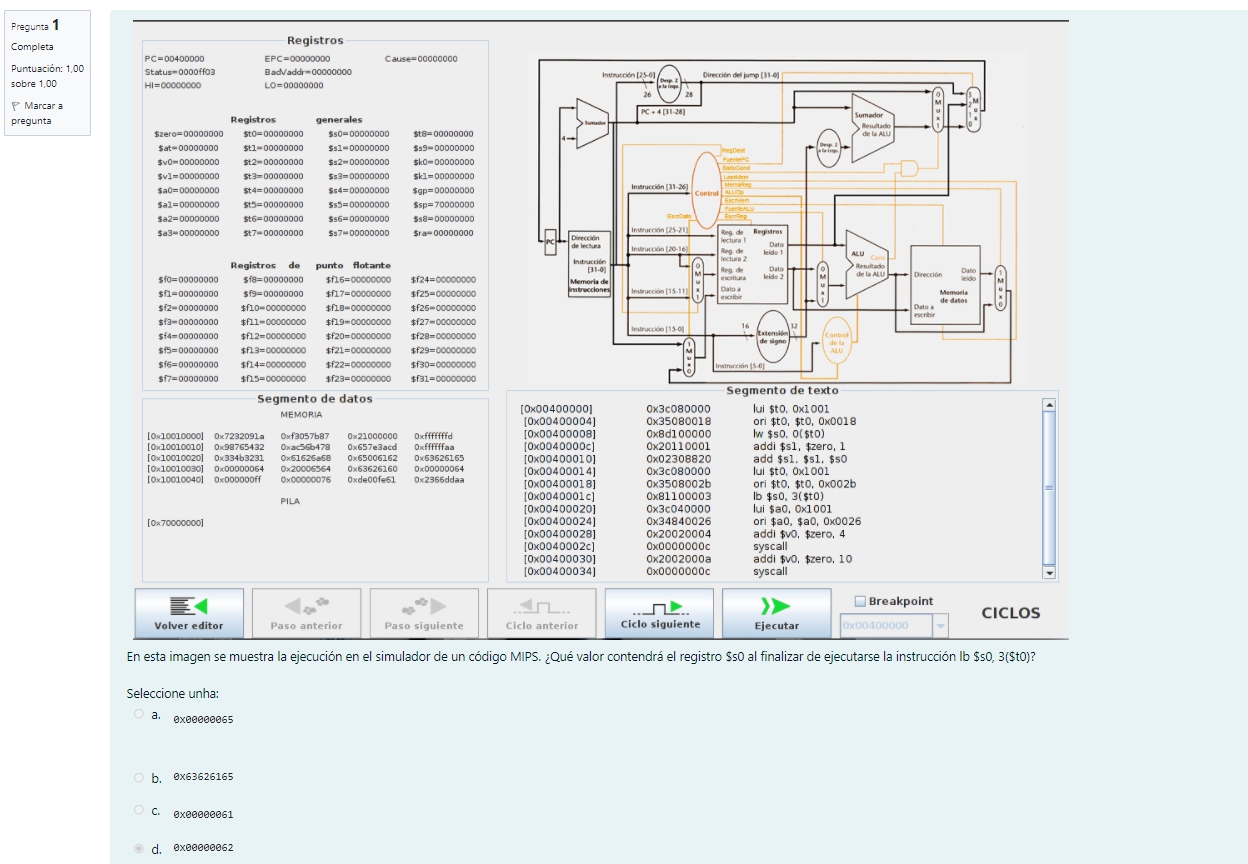 Pregunta 1
Completa
Puntuación: 1,00
sobre 1,00
Marcar a
pregunta
Registros
PC=00400000 EPC=00000000 Cause=00000000
Status=0000ff03 BadVaddr=00000000
HI=00000000 LO=00000000
Registros generales
$zero=00000000 $t0=00000000 $s0=00000000 $t8=00000000
$at=00000000 $t1=00000000 $s1=00000000 $s9=00000000
$v0=00000000 $t2=00000000 $s2=00000000 $k0=00000000
$v1=00000000 $t3=00000000 $s3=00000000 $k1=00000000
$a0=00000000 $t4=00000000 $s4=00000000 $gp=00000000
$a1=00000000 $t5=00000000 $s5=00000000 $sp=70000000
$a2=00000000 $t6=00000000 $s6=00000000 $s8=00000000
$a3=00000000 $t7=00000000 $s7=00000000 $ra=00000000
Registros de punto flotante
$f0=00000000 $f8=00000000 $f16=00000000 $f24=00000000
$f1=00000000 $f9=00000000 $f17=00000000 $f25=00000000
$f2=00000000 $f10=00000000 $f18=00000000 $f26=00000000
$f3=00000000 $f11=00000000 $f19=00000000 $f27=00000000
$f4=00000000 $f12=00000000 $f20=00000000 $f28=00000000
$f5=00000000 $f13=00000000 $f21=00000000 $f29=00000000
$f6=00000000 $f14=00000000 $f22=00000000 $f30=00000000
$f7=00000000 $f15=00000000 $f23=00000000 $f31=00000000
Instrucción [25-0]
26
Desp. 2
a la izqu.
28
Dirección del jump [31-0]
PC + 4 [31-28]
4
Sumador
Sumador
Resultado
de la ALU
0
M
u
x
1
3
2
1
0
M
u
x
Desp. 2
a la izqu.
RegDest
FuentePC
SaltoCond
LeerMem
MemaReg
ALUOp
EscrMem
FuenteALU
EscrReg
EscrDato
Instrucción [31-26]
Control
Instrucción [25-21]
Instrucción [20-16]
Instrucción [15-11]
Instrucción [15-0]
Instrucción [5-0]
PC
Dirección
de lectura
Instrucción
[31-0]
Memoria de
instrucciones
0
M
u
x
1
Reg. de
lectura 1
Reg. de
lectura 2
Reg. de
escritura
Dato a
escribir
Registros
Dato
leído 1
Dato
leído 2
0
M
u
x
1
ALU
Cero
Resultado
de la ALU
Dirección
Dato
leído
Memoria
de datos
Dato a
escribir
1
M
u
x
0
16
Extensión
de signo
32
Control
de la
ALU
1
M
u
x
0
Segmento de datos
MEMORIA
[0x10010000] 0x7232091a 0xf3057b87 0x21000000 0xfffffffd
[0x10010010] 0x98765432 0xac56b478 0x657e3acd 0xffffffaa
[0x10010020] 0x334b3231 0x61626a68 0x65006162 0x63626165
[0x10010030] 0x00000064 0x20006564 0x63626160 0x00000064
[0x10010040] 0x000000ff 0x00000076 0xde00fe61 0x2366ddaa
PILA
[0x70000000]
Segmento de texto
[0x00400000] 0x3c080000 lui $t0, 0x1001
[0x00400004] 0x35080018 ori $t0, $t0, 0x0018
[0x00400008] 0x8d100000 lw $s0, 0($t0)
[0x0040000c] 0x20110001 addi $s1, $zero, 1
[0x00400010] 0x02308820 add $s1, $s1, $s0
[0x00400014] 0x3c080000 lui $t0, 0x1001
[0x00400018] 0x3508002b ori $t0, $t0, 0x002b
[0x0040001c] 0x81100003 lb $s0, 3($t0)
[0x00400020] 0x3c040000 lui $a0, 0x1001
[0x00400024] 0x34840026 ori $a0, $a0, 0x0026
[0x00400028] 0x20020004 addi $v0, $zero, 4
[0x0040002c] 0x0000000c syscall
[0x00400030] 0x2002000a addi $v0, $zero, 10
[0x00400034] 0x0000000c syscall
Volver editor
Paso anterior
Paso siguiente
Ciclo anterior
Ciclo siguiente
Ejecutar
Breakpoint
0x00400000
CICLOS
En esta imagen se muestra la ejecución en el simulador de un código MIPS. ¿Qué valor contendrá el registro $s0 al finalizar de ejecutarse la instrucción lb $s0, 3($t0)?
Seleccione unha:
a. 0x00000065
b. 0x63626165
c. 0x00000061
d. 0x00000062